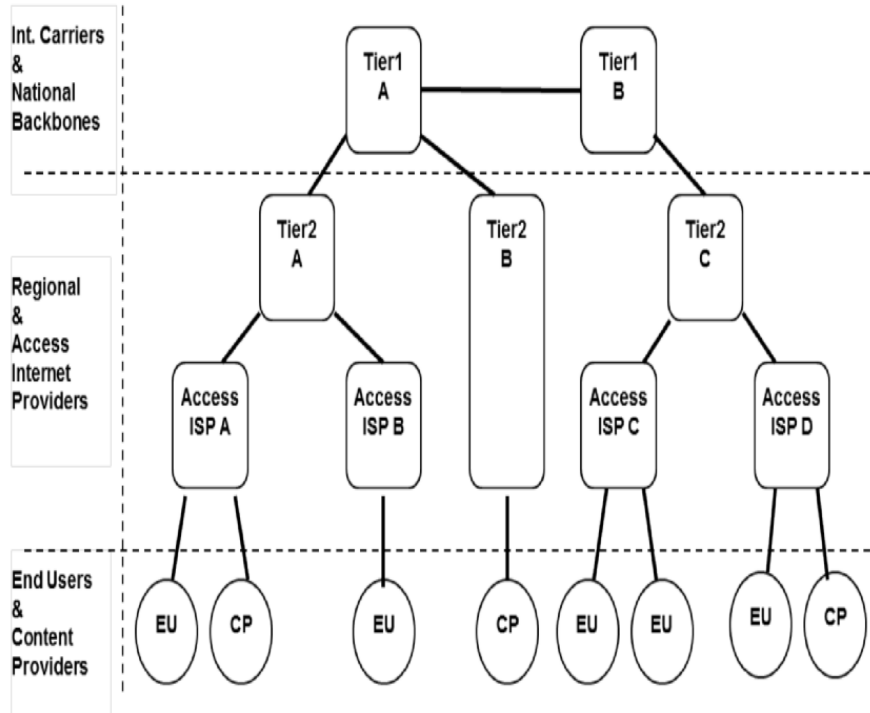 Int. Carriers
&
National
Backbones
Tier1
A
Tier1
B
Regional
&
Access
Internet
Providers
Tier2
A
Tier2
B
Tier2
C
Access
ISP A
Access
ISP B
Access
ISP C
Access
ISP D
End Users
&
Content
Providers
EU
CP
EU
CP
EU
EU
EU
CP